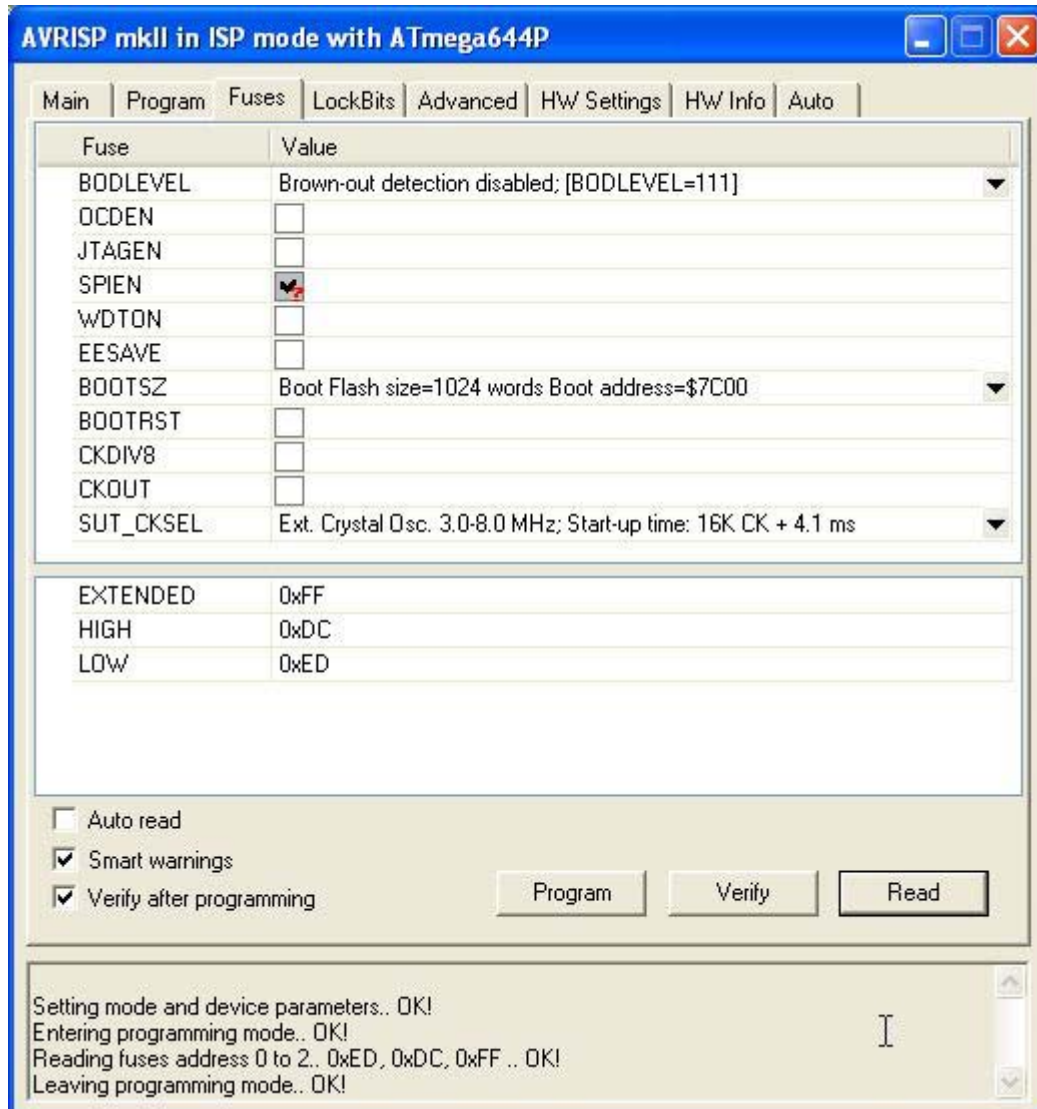 AVRISP mkII in ISP mode with ATmega644P
Main Program Fuses LockBits Advanced HW Settings HW Info Auto
Fuse Value
BODLEVEL Brown-out detection disabled; [BODLEVEL=111]
OCDEN
JTAGEN
SPIEN
WDTON
EESAVE
BOOTSZ Boot Flash size=1024 words Boot address=$7C00
BOOTRST
CKDIV8
CKOUT
SUT_CKSEL Ext. Crystal Osc. 3.0-8.0 MHz; Start-up time: 16K CK + 4.1 ms
EXTENDED 0xFF
HIGH 0xDC
LOW 0xED
Auto read
Smart warnings
Verify after programming Program Verify Read
Setting mode and device parameters.. OK!
Entering programming mode.. OK!
Reading fuses address 0 to 2.. 0xED, 0xDC, 0xFF .. OK!
Leaving programming mode.. OK!